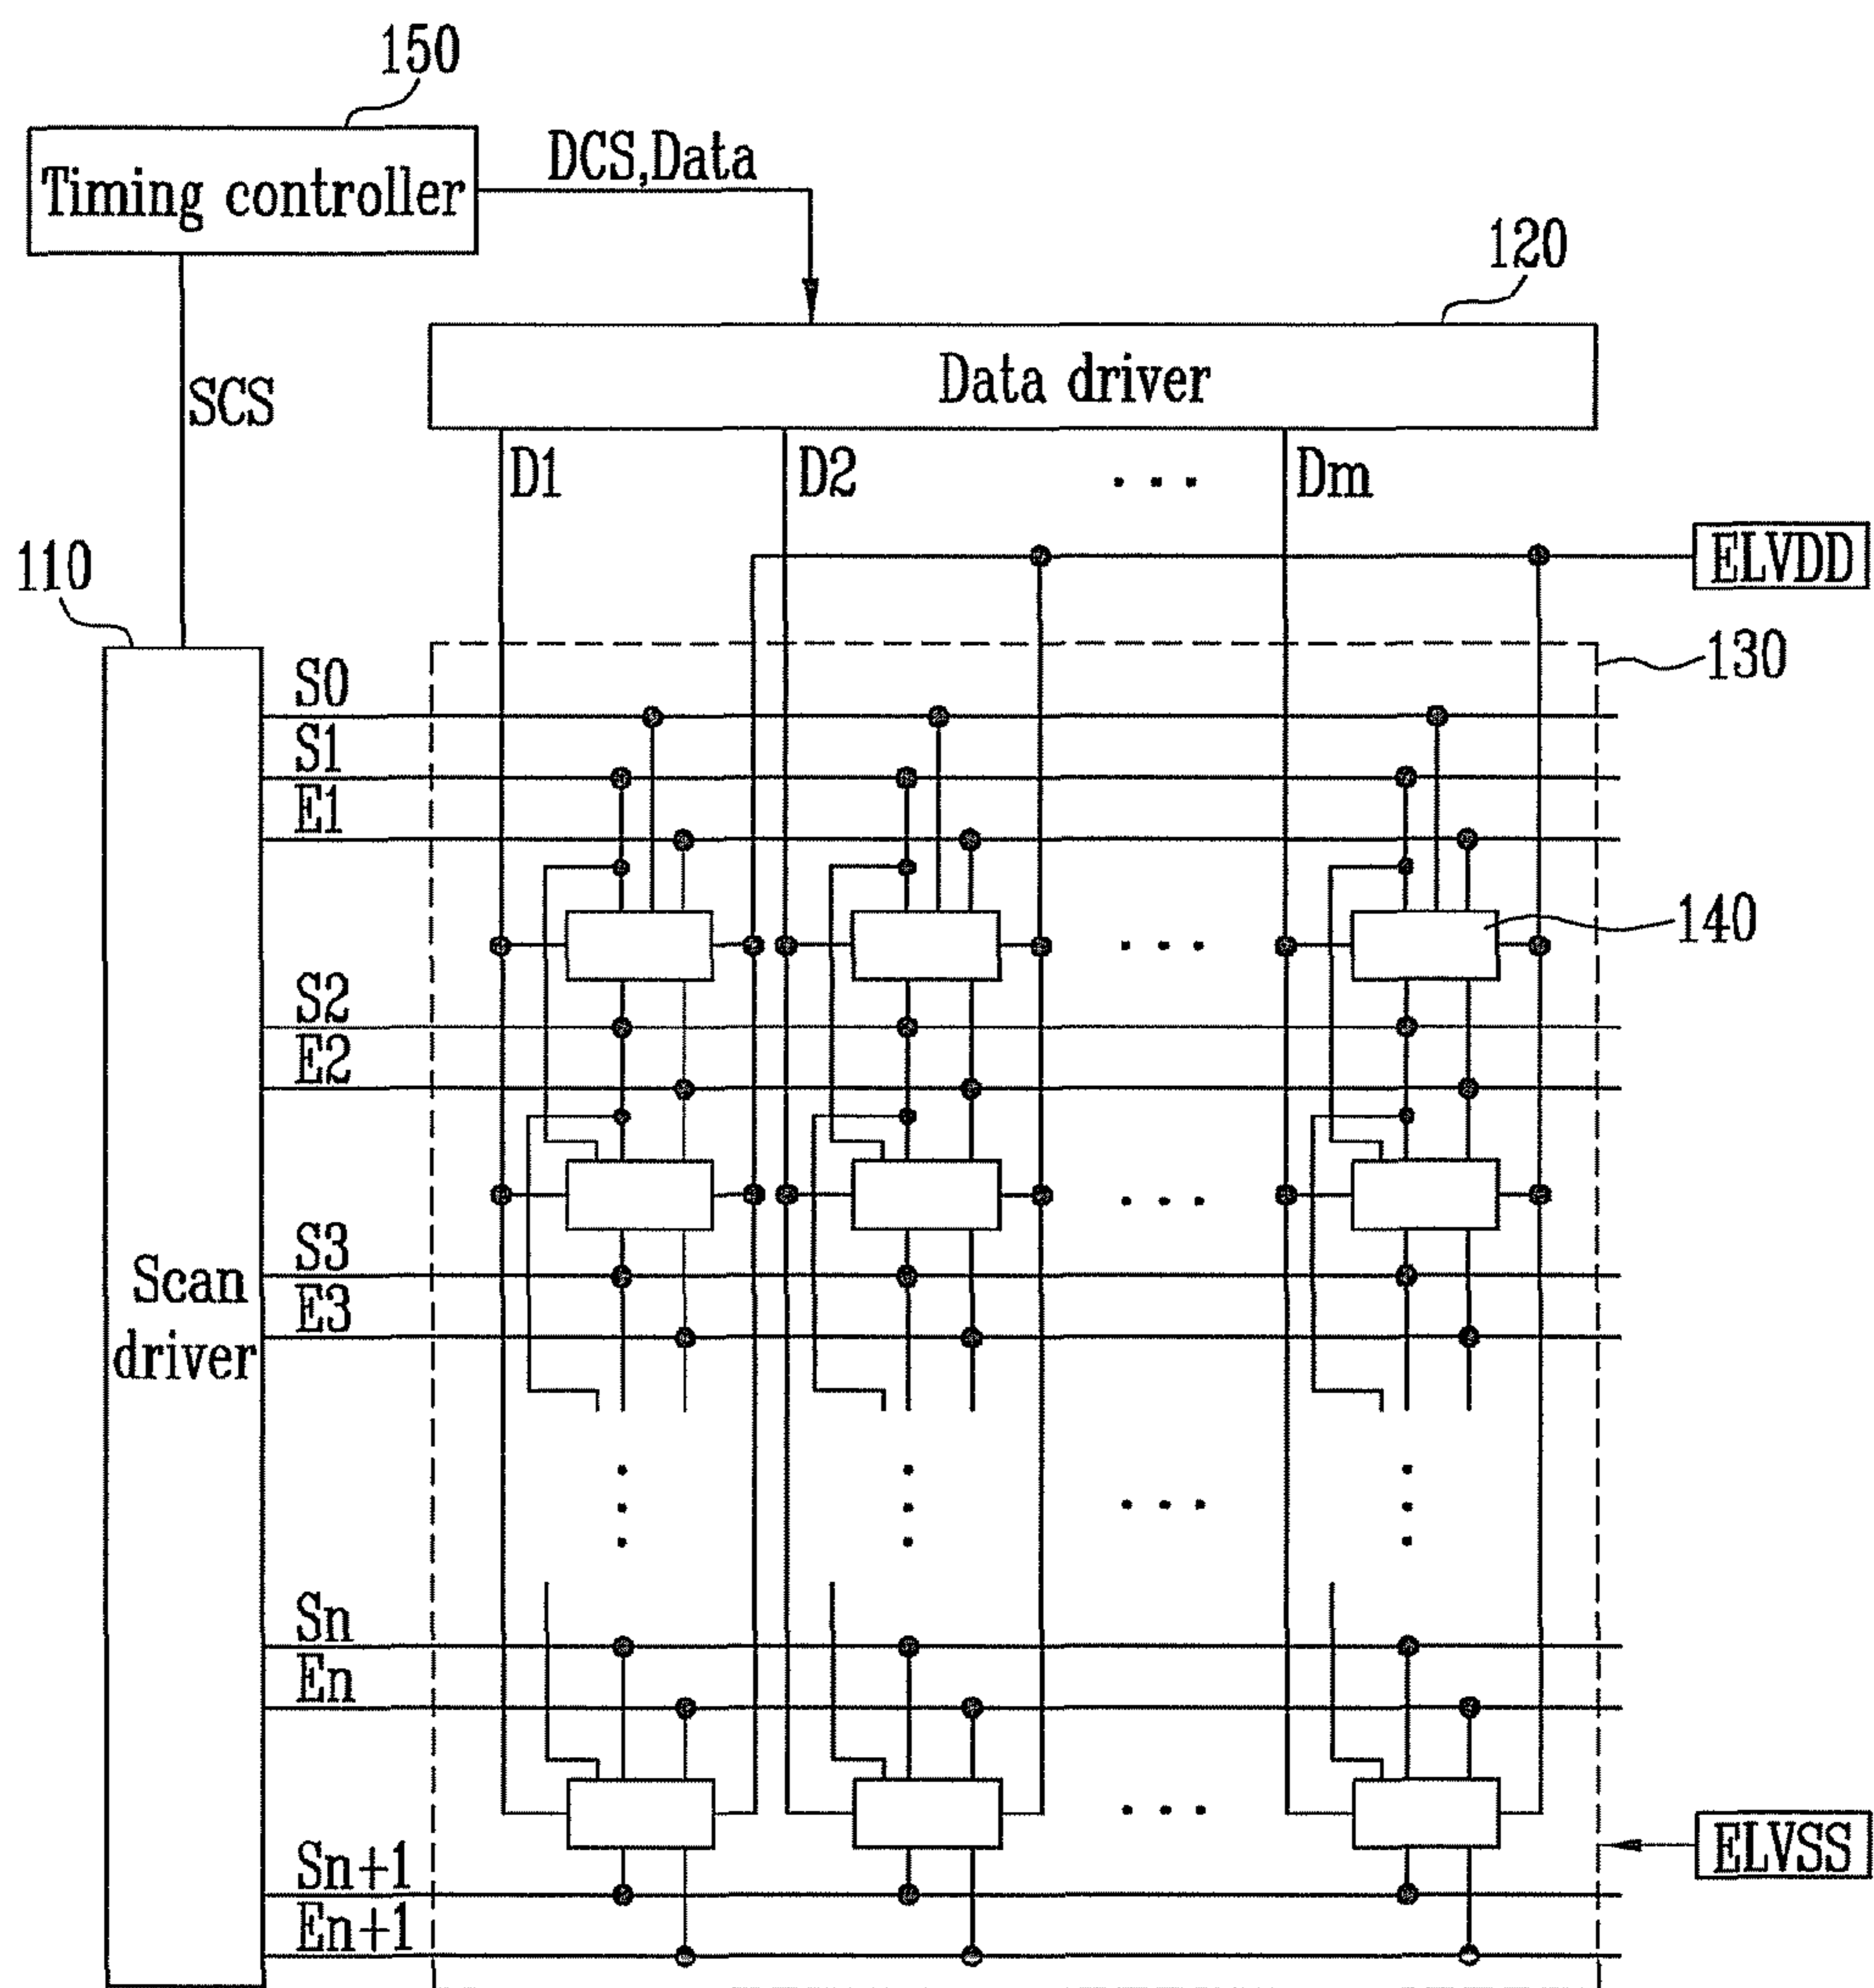 150
Timing controller
DCS,Data
120
Data driver
SCS
D1
D2
. . .
Dm
110
ELVDD
130
S0
S1
E1
140
S2
E2
S3
E3
Scan
driver
Sn
En
Sn+1
En+1
ELVSS